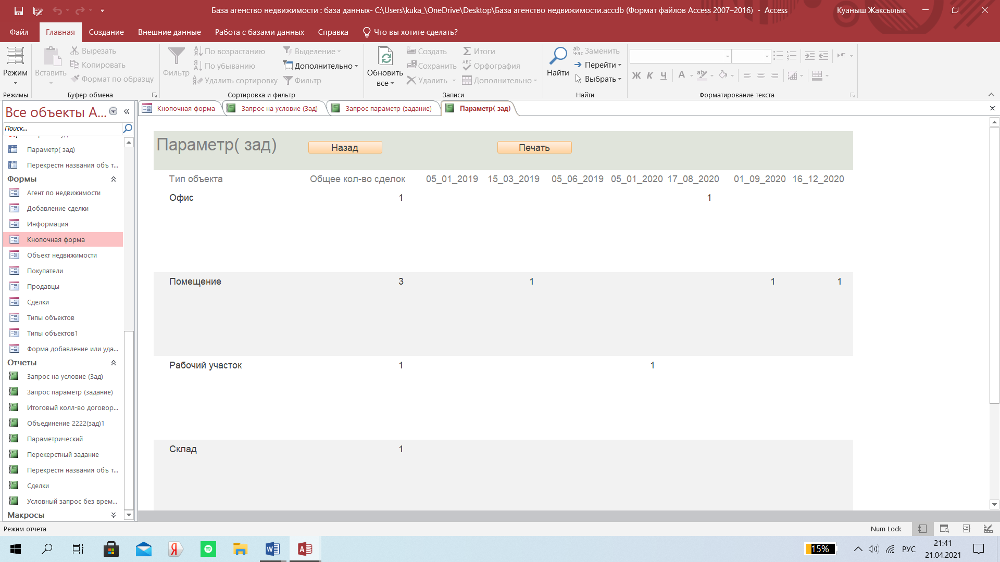 База агенство недвижимости : база данных- C:\Users\kuka_\OneDrive\Desktop\База агенство недвижимости.accdb (Формат файлов Access 2007–2016) - Access
Куаныш Жаксылык
Файл Главная Создание Внешние данные Работа с базами данных Справка Что вы хотите сделать?
Вырезать По возрастанию Выделение Создать Итоги Заменить
Копировать По убыванию Дополнительно Сохранить Орфография Перейти
Режим Вставить Формат по образцу Фильтр Удалить сортировку Фильтр Обновить все Удалить Дополнительно Найти Выбрать
Ж К Ч А
Режимы Буфер обмена Сортировка и фильтр Записи Найти Форматирование текста
Все объекты A...
Поиск...
Кнопочная форма Запрос на условие (Зад) Запрос параметр (задание) Параметр( зад)
Параметр( зад)
Перекрестн названия объ т...
Формы
Агент по недвижимости
Добавление сделки
Информация
Кнопочная форма
Объект недвижимости
Покупатели
Продавцы
Сделки
Типы объектов
Типы объектов1
Форма добавление или уда...
Отчеты
Запрос на условие (Зад)
Запрос параметр (задание)
Итоговый колл-во договор...
Объединение 2222(зад)1
Параметрический
Перекерстный задание
Перекрестн названия объ т...
Сделки
Условный запрос без врем...
Макросы
Параметр( зад) Назад Печать
Тип объекта Общее кол-во сделок 05_01_2019 15_03_2019 05_06_2019 05_01_2020 17_08_2020 01_09_2020 16_12_2020
Офис 1 1
Помещение 3 1 1 1
Рабочий участок 1 1
Склад 1
Режим отчета Num Lock
15% РУС 21:41
21.04.2021